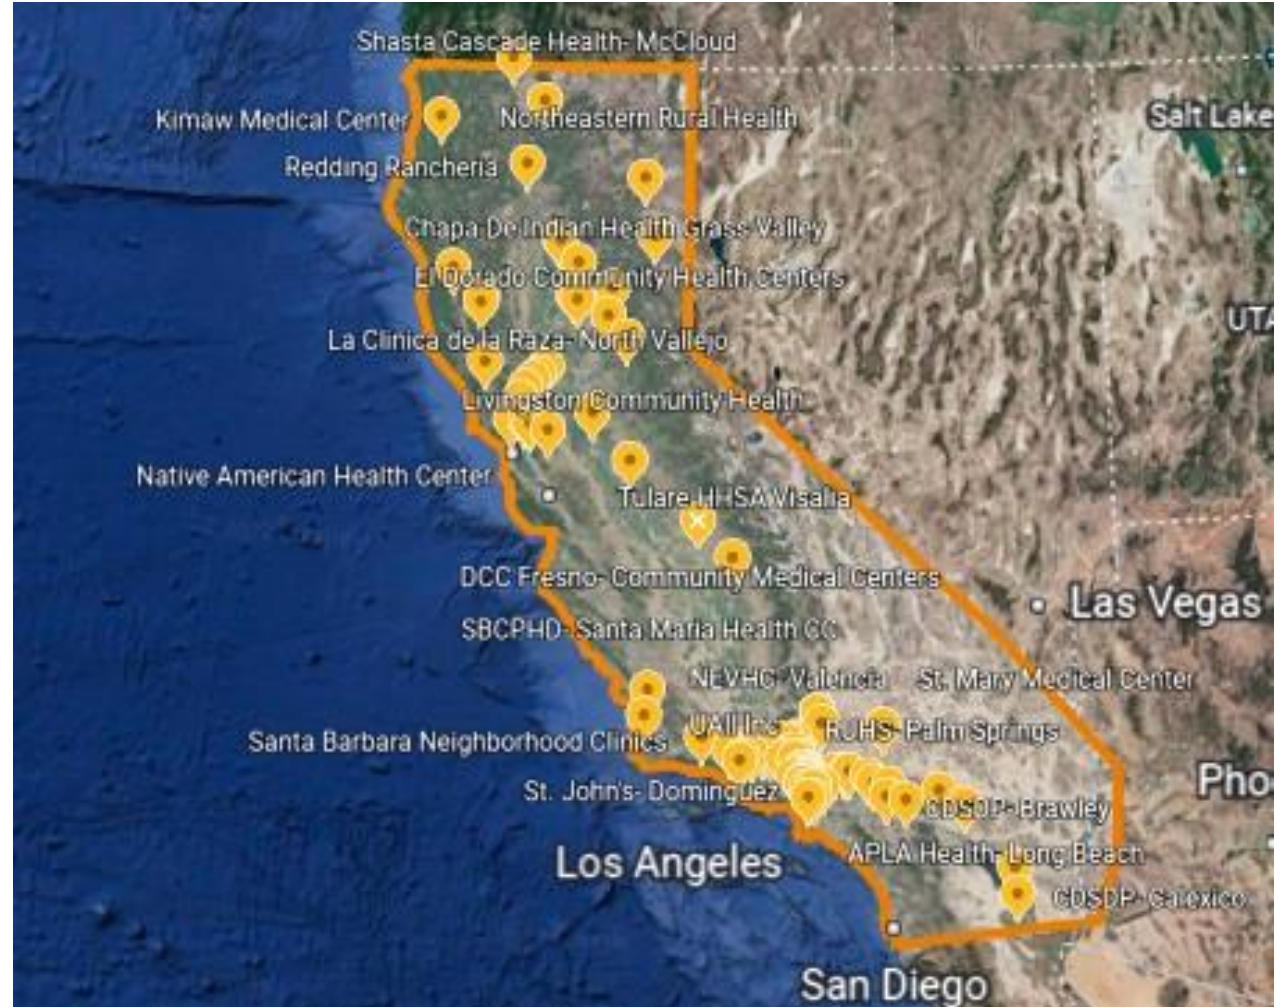 Shasta Cascade Health- McCloud
Kimaw Medical Center
Northeastern Rural Health
Salt Lake
Redding Rancheria
Chapa De Indian Health Grass Valley
El Dorado Community Health Centers
UTA
La Clinica de la Raza- North Vallejo
Livingston Community Health
Native American Health Center
Tulare HHSA Visalia
DCC Fresno- Community Medical Centers
Las Vegas
SBCPHD- Santa Maria Health CC
NEVHC- Valencia
St. Mary Medical Center
RUHS- Palm Springs
Santa Barbara Neighborhood Clinics
Pho
St. John's- Dominguez
CDSDP- Brawley
Los Angeles
APLA Health- Long Beach
CDSDP- Calexico
San Diego